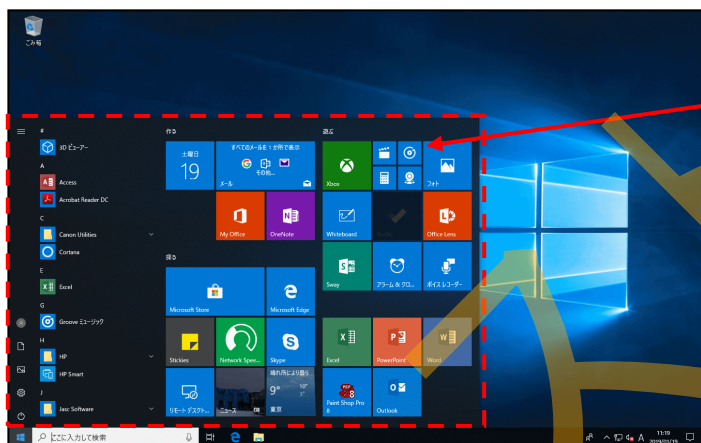 ごみ箱
#
3D ビューアー
A
Access
Acrobat Reader DC
C
Canon Utilities
Cortana
E
Excel
G
Groove ミュージック
H
HP
HP Smart
J
Jasc Software
作る
土曜日
19
すべてのメールを 1 か所で表示
その他...
メール
My Office
OneNote
探る
Microsoft Store
Microsoft Edge
Stickies
Network Spee...
Skype
リモート デスクト...
ニュース
晴れ所により曇り
9°
10°
3°
東京
遊ぶ
Xbox
フォト
Whiteboard
Office Lens
Sway
アラーム & クロ...
ボイス レコーダー
Excel
PowerPoint
Word
Paint Shop Pro
8
Outlook
ここに入力して検索
A
11:19
2019/01/19